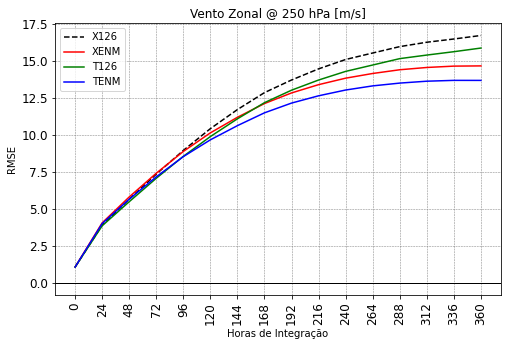 Vento Zonal @ 250 hPa [m/s]
X126
XENM
T126
TENM
RMSE
17.5
15.0
12.5
10.0
7.5
5.0
2.5
0.0
0 24 48 72 96 120 144 168 192 216 240 264 288 312 336 360
Horas de Integração